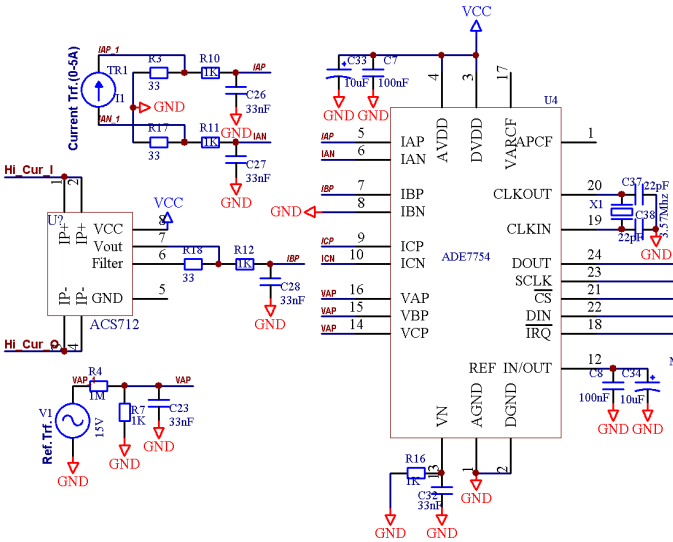 VCC
IAP_1
R3
R10
IAP
33
1K
TR1
I1
Current Trf.(0-5A)
C26
33nF
GND
GND
IAN_1
R17
R11
IAN
33
1K
C27
33nF
GND
C33
10uF
C7
100nF
GND
GND
4
3
17
U4
AVDD
DVDD
VARCF
APCF
1
IAP
5
IAP
IAN
6
IAN
IBP
7
IBP
GND
8
IBN
ICP
9
ICP
ICN
10
ICN
ADE7754
VAP
16
VAP
VAP
15
VBP
VAP
14
VCP
CLKOUT
20
C37
22pF
X1
3.57Mhz
CLKIN
19
C38
22pF
GND
DOUT
24
SCLK
23
CS
21
DIN
22
IRQ
18
REF IN/OUT
12
C8
100nF
C34
10uF
GND
GND
VN
AGND
DGND
13
1
2
R16
1K
C32
33nF
GND
GND
GND
Hi_Cur_I
1
2
VCC
U?
IP+
IP+
VCC
8
Vout
7
Filter
6
R18
33
R12
1K
IBP
C28
33nF
GND
IP-
IP-
GND
5
ACS712
Hi_Cur_O
3
4
VAP_1
R4
1M
VAP
V1
15V
Ref.Trf.
R7
1K
C23
33nF
GND
GND
GND